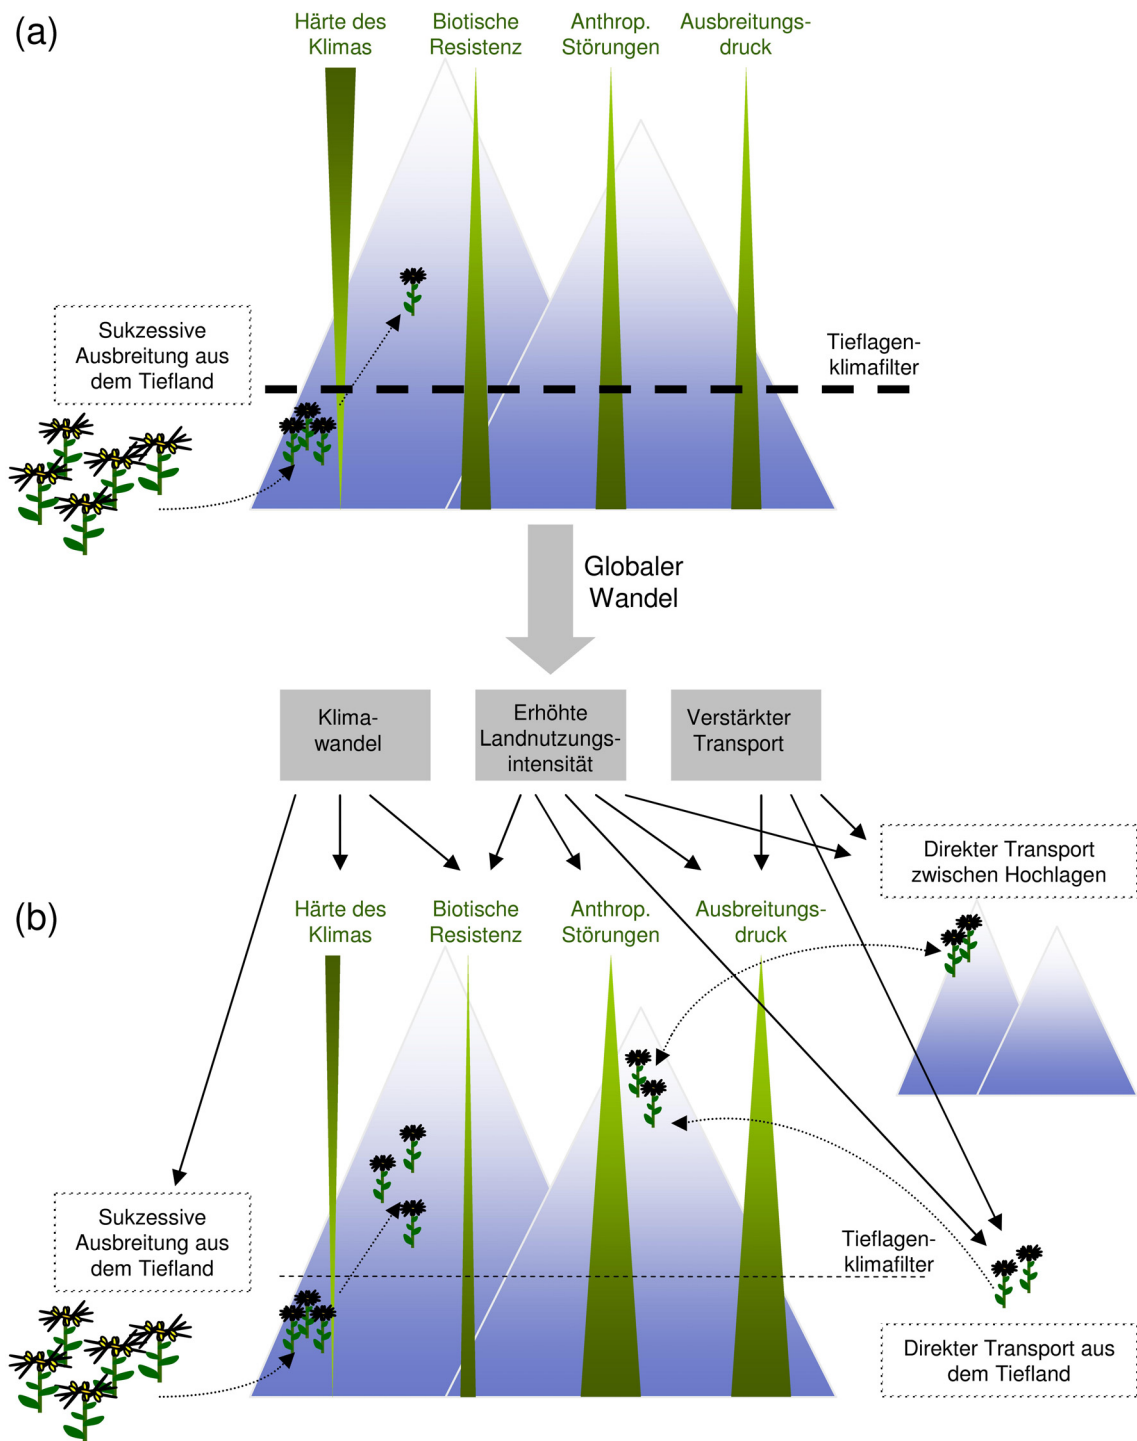 (a)
Härte des
Klimas
Biotische
Resistenz
Anthrop.
Störungen
Ausbreitungs-
druck
Sukzessive
Ausbreitung aus
dem Tiefland
Tieflagen-
klimafilter
Globaler
Wandel
Klima-
wandel
Erhöhte
Landnutzungs-
intensität
Verstärkter
Transport
Direkter Transport
zwischen Hochlagen
(b)
Härte des
Klimas
Biotische
Resistenz
Anthrop.
Störungen
Ausbreitungs-
druck
Sukzessive
Ausbreitung aus
dem Tiefland
Tieflagen-
klimafilter
Direkter Transport aus
dem Tiefland